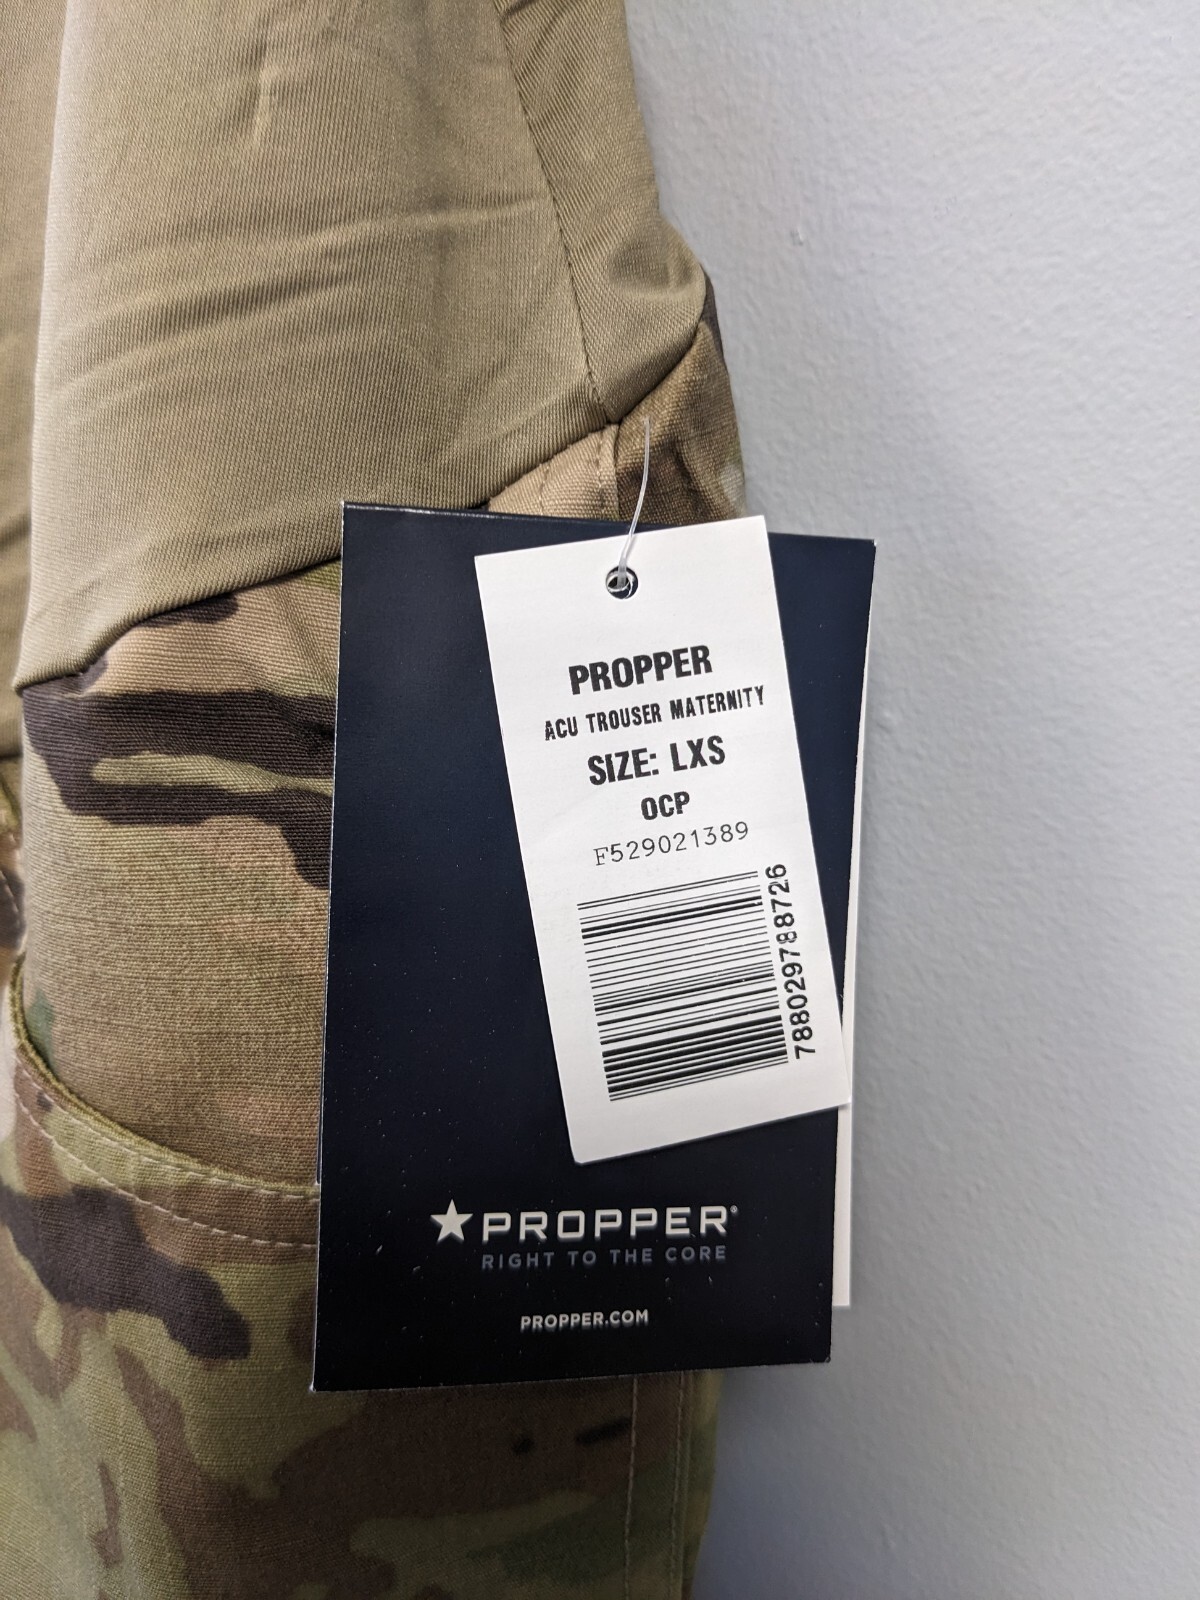 PROPPER
ACU TROUSER MATERNITY
SIZE: LXS
OCP
F529021389
788029788726
PROPPER®
RIGHT TO THE CORE
PROPPER.COM